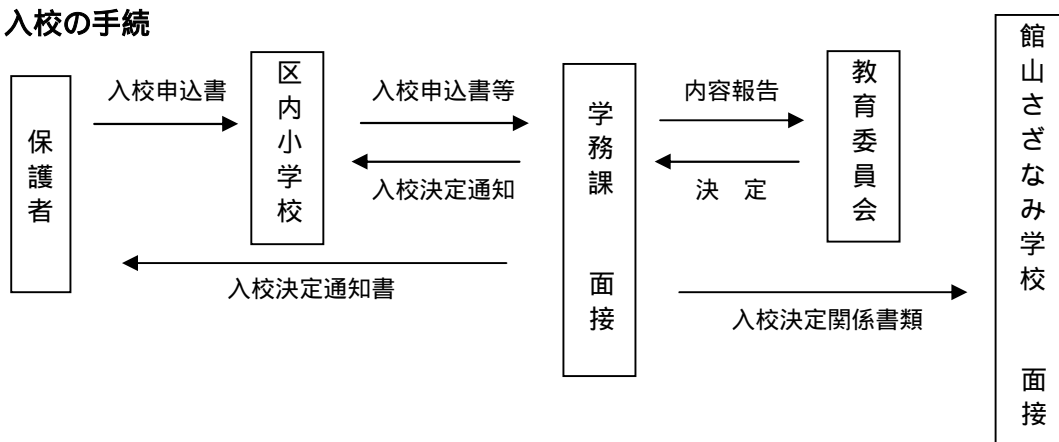 入校の手続
保護者
入校申込書
区内小学校
入校申込書等
入校決定通知
入校決定通知書
学務課　面接
内容報告
決　定
教育委員会
入校決定関係書類
館山さざなみ学校　面接